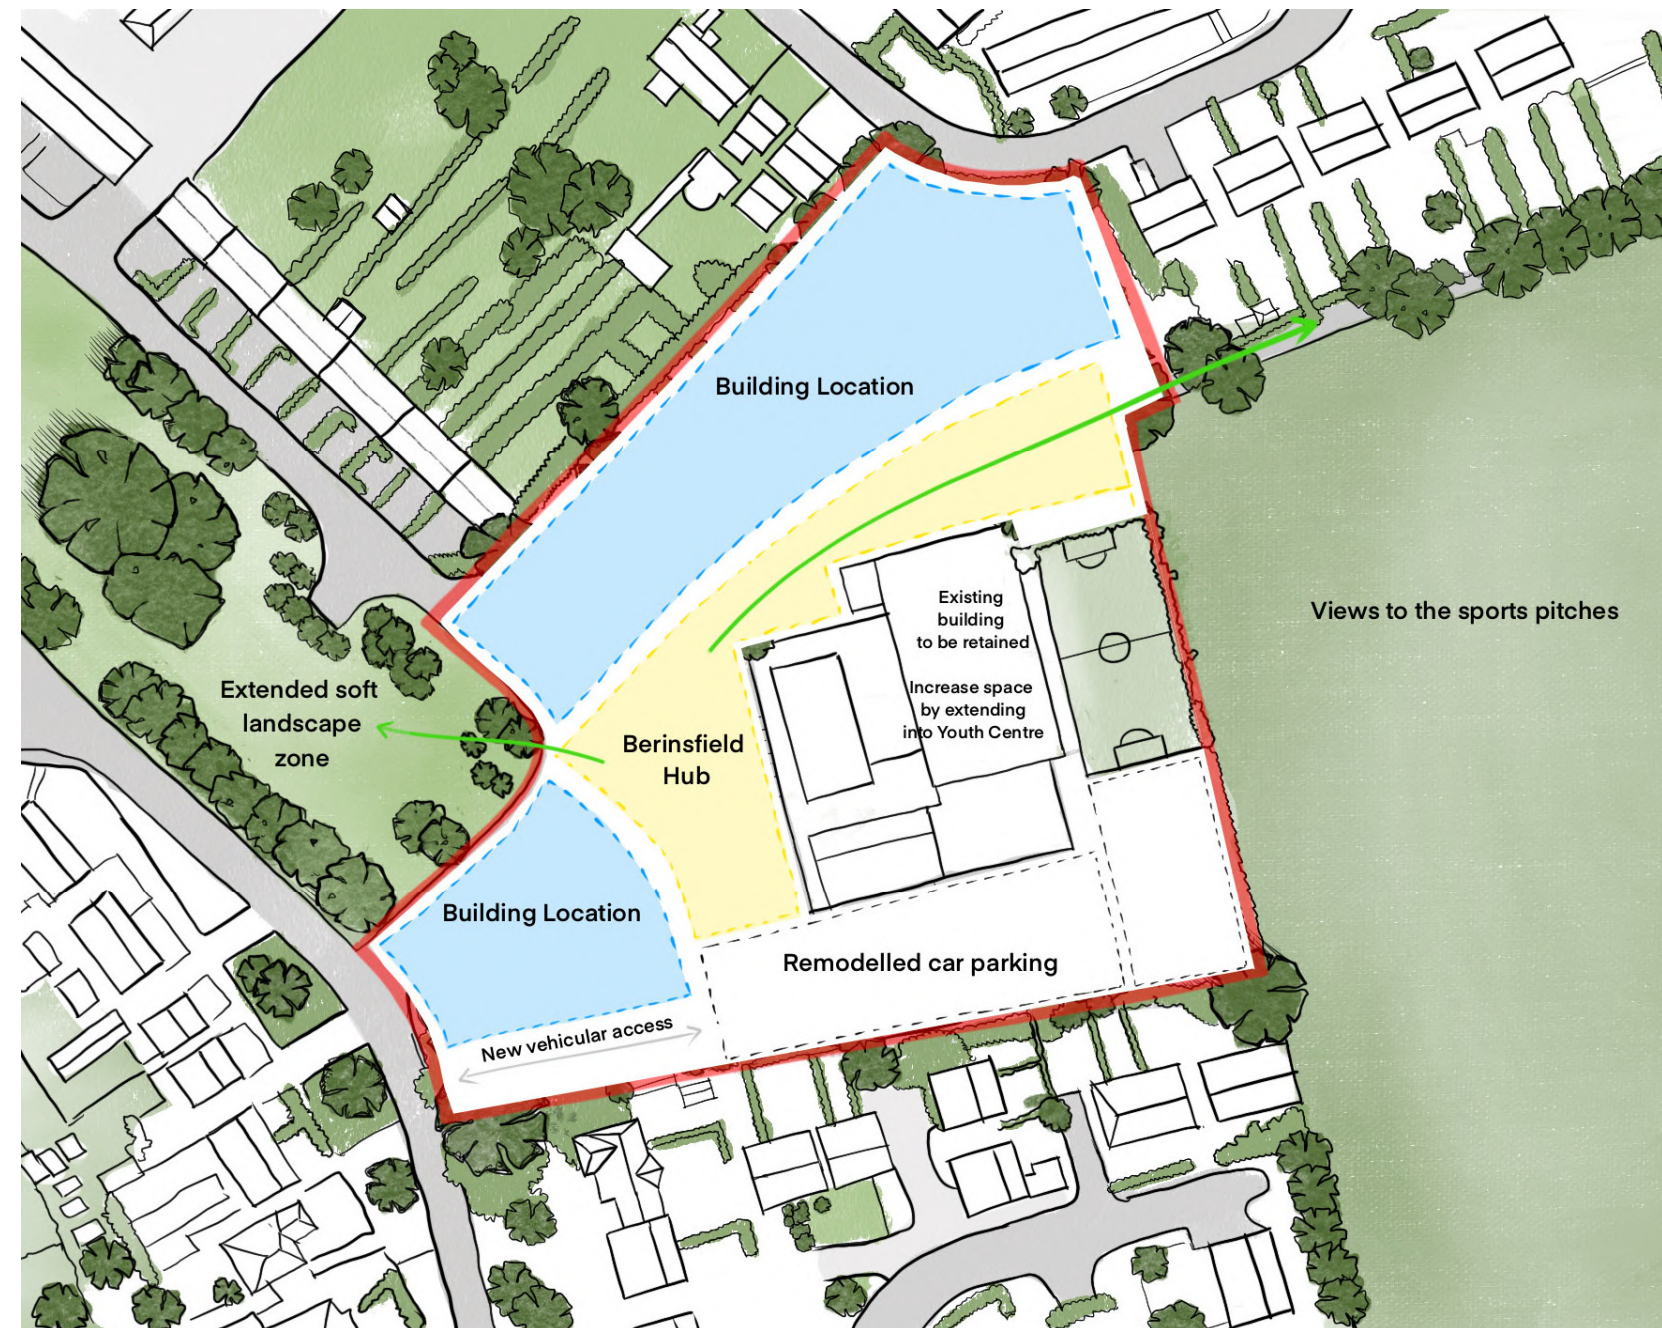 Building Location
Existing
building
to be retained
Increase space
by extending
into Youth Centre
Views to the sports pitches
Extended soft
landscape
zone
Berinsfield
Hub
Building Location
Remodelled car parking
New vehicular access